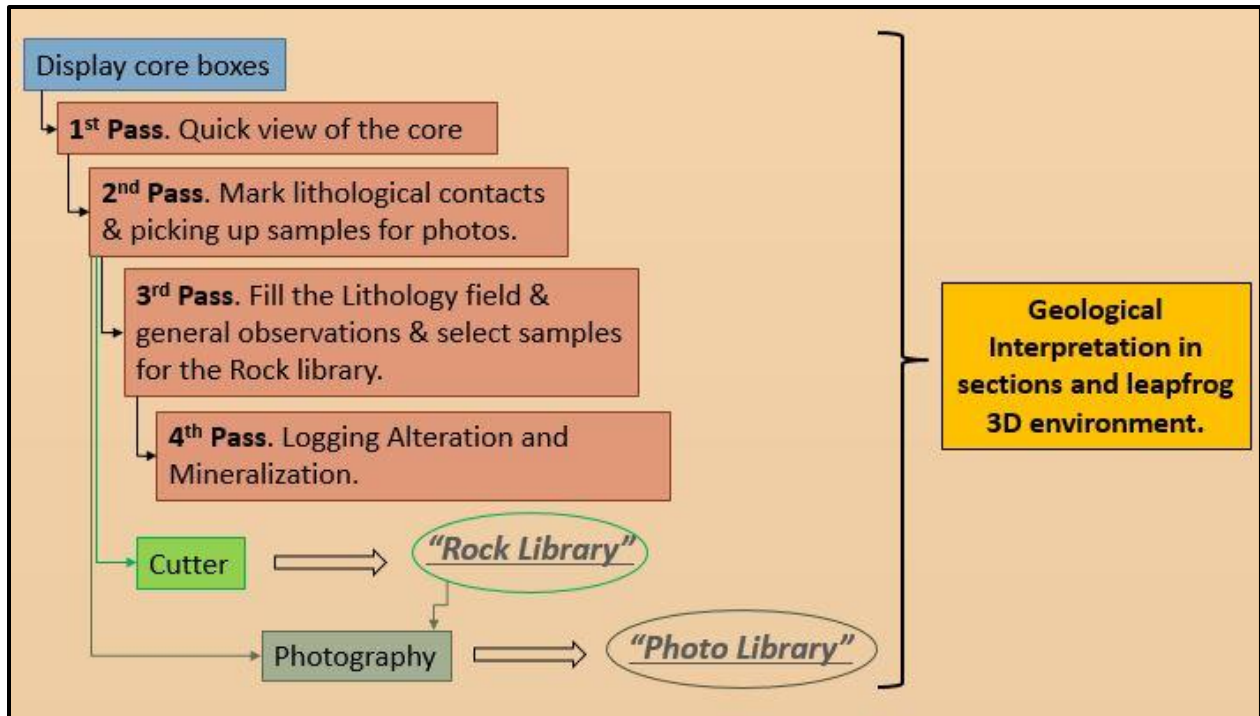 Display core boxes
1st Pass. Quick view of the core
2nd Pass. Mark lithological contacts
& picking up samples for photos.
3rd Pass. Fill the Lithology field &
general observations & select samples
for the Rock library.
4th Pass. Logging Alteration and
Mineralization.
Cutter
"Rock Library"
Photography
"Photo Library"
Geological
Interpretation in
sections and leapfrog
3D environment.